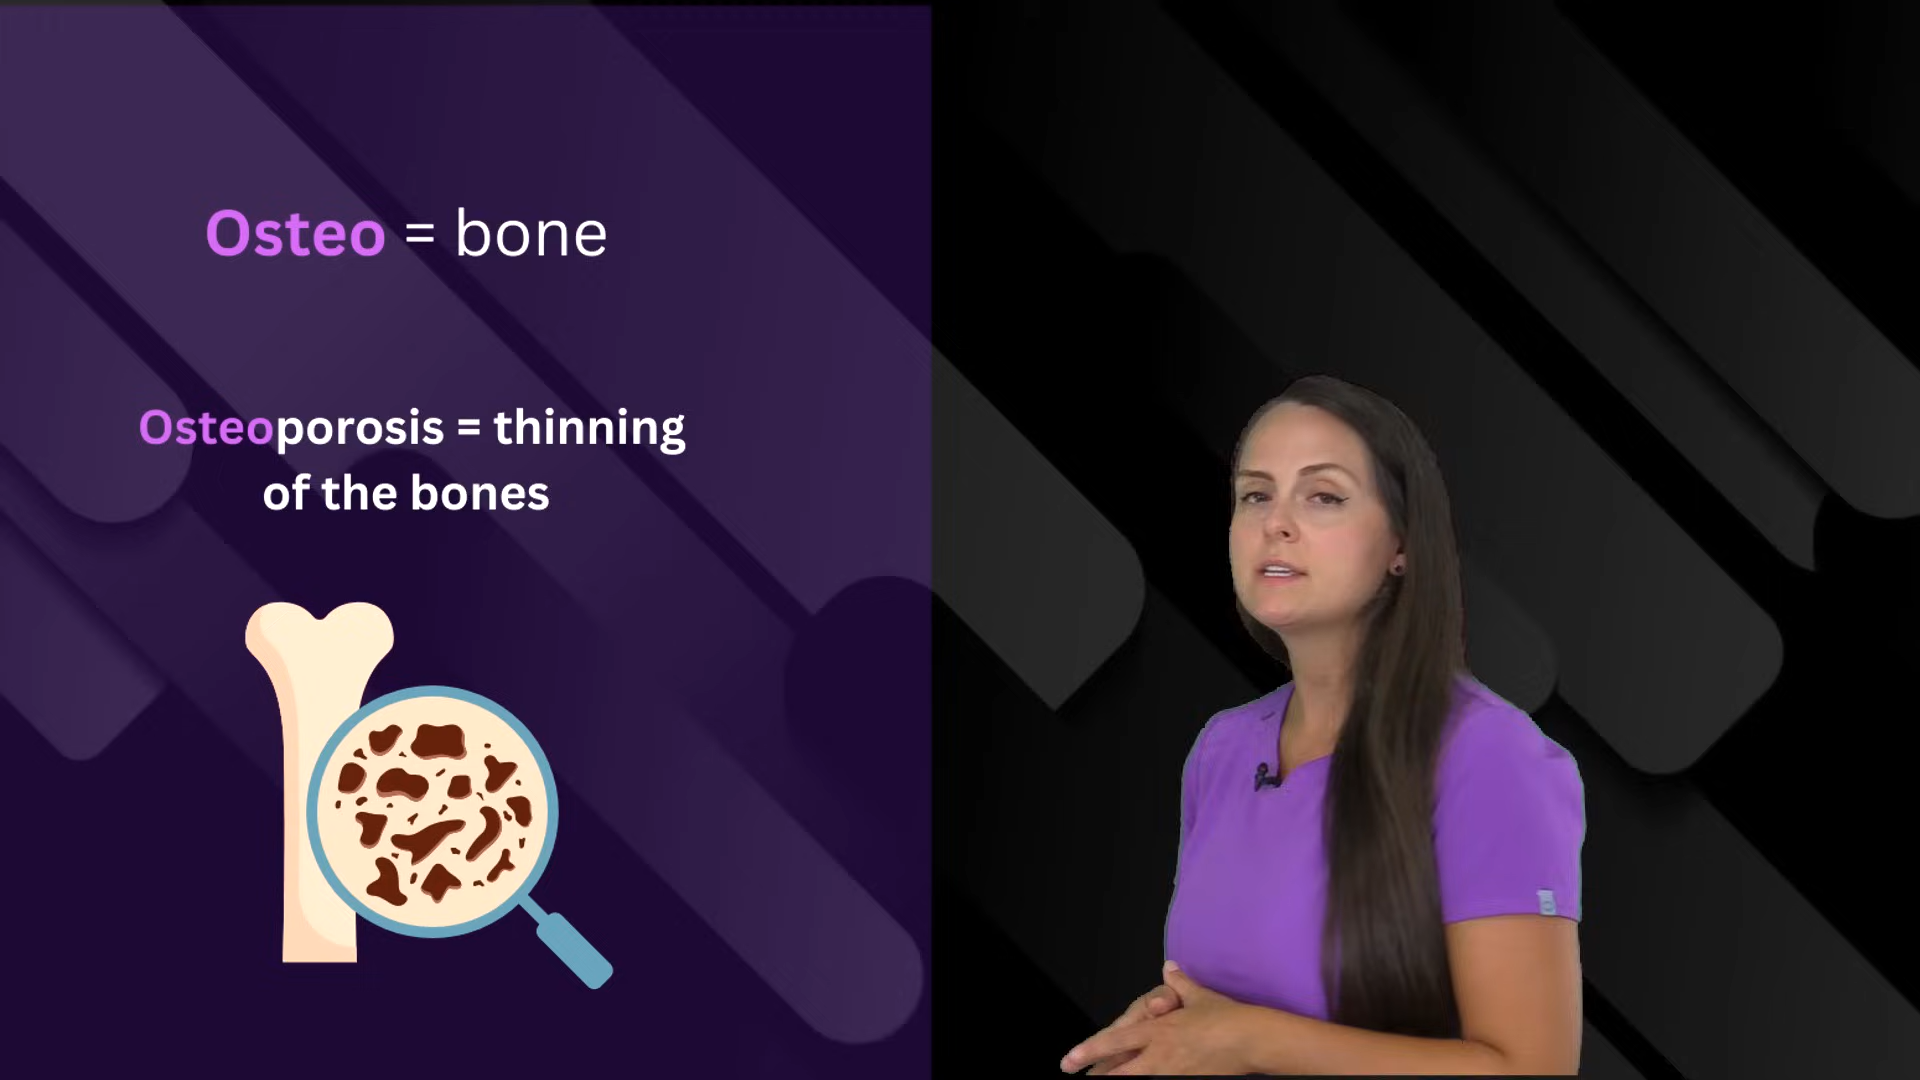 Osteo = bone
Osteoporosis = thinning
of the bones